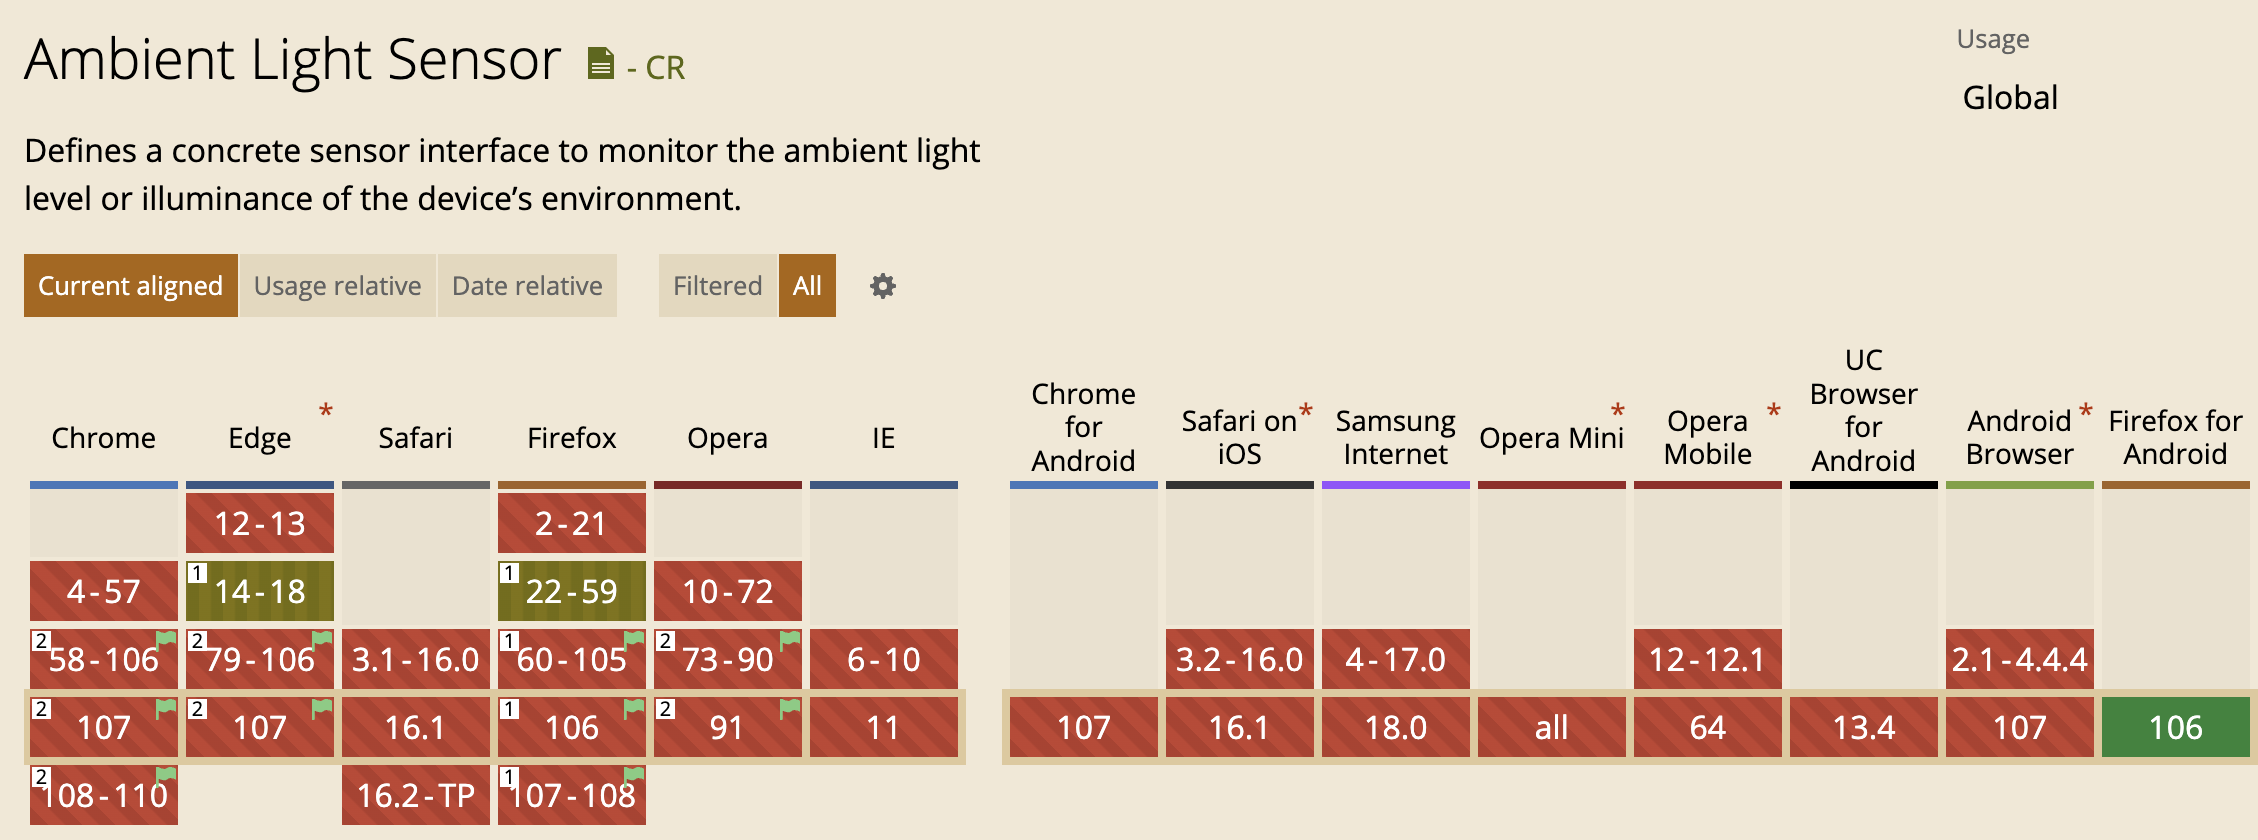 Ambient Light Sensor - CR
Usage
Global
Defines a concrete sensor interface to monitor the ambient light
level or illuminance of the device’s environment.
Current aligned Usage relative Date relative Filtered All
Chrome
Edge *
Safari
Firefox
Opera
IE
Chrome
for
Android
Safari on *
iOS
Samsung
Internet
Opera Mini *
Opera *
Mobile
UC
Browser
for
Android
Android *
Browser
Firefox for
Android
12-13 2-21
4-57 1 14-18 1 22-59 10-72
2 58-106 2 79-106 3.1-16.0 1 60-105 2 73-90 6-10 3.2-16.0 4-17.0 12-12.1 2.1-4.4.4
2 107 2 107 16.1 1 106 2 91 11 107 16.1 18.0 all 64 13.4 107 106
2 108-110 16.2-TP 1 107-108